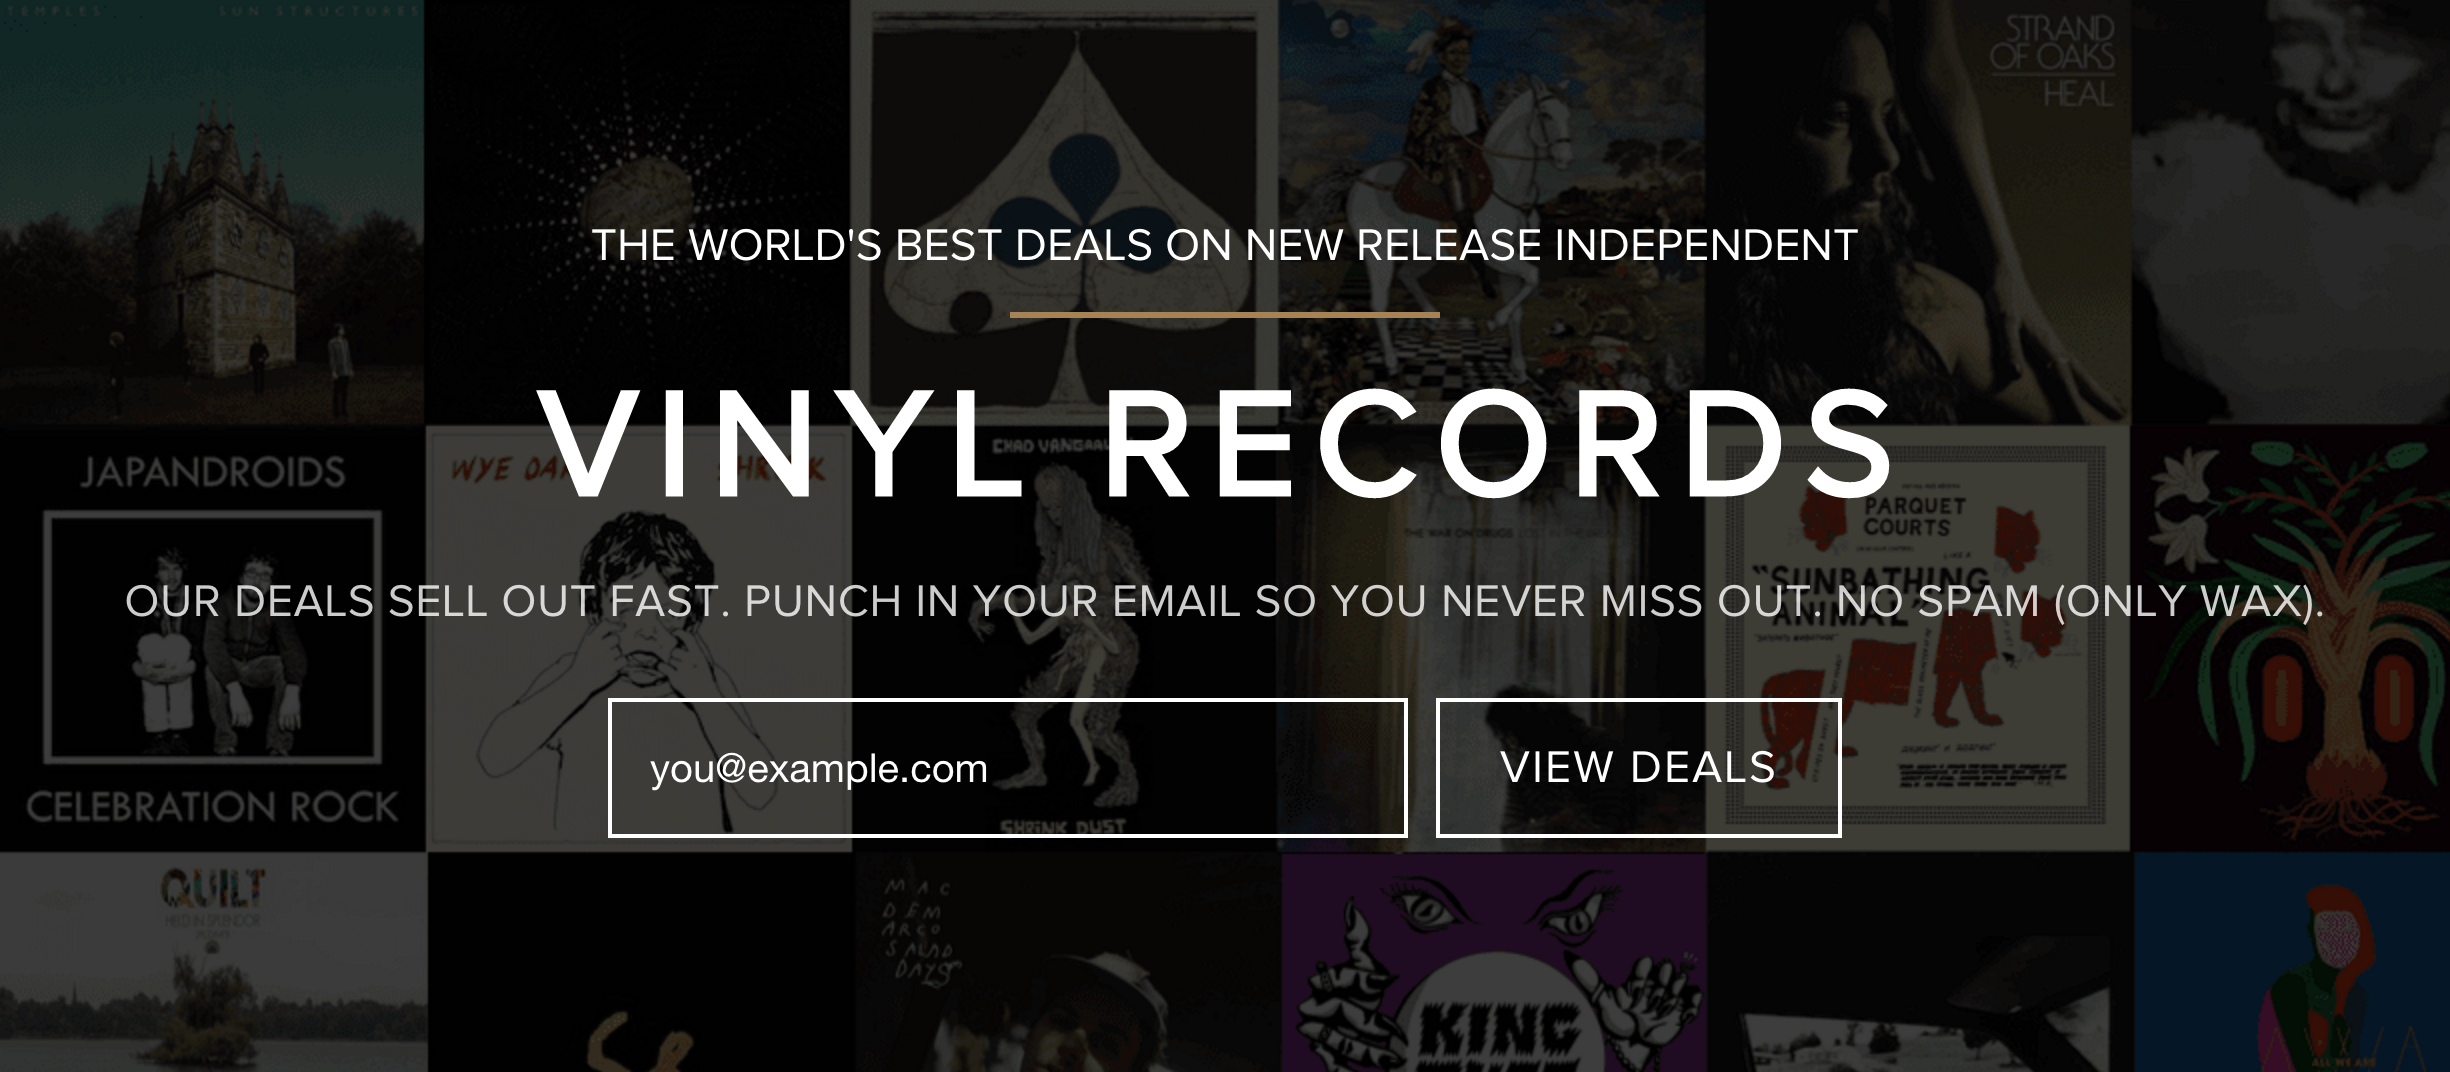 TEMPLES SUN STRUCTURES
STRAND
OF OAKS
HEAL
THE WORLD'S BEST DEALS ON NEW RELEASE INDEPENDENT
VINYL RECORDS
JAPANDROIDS
WYE OAK
CHAD VANGAALEN
THE WAR ON DRUGS
PARQUET
COURTS
"SUNBATHING
ANIMAL"
OUR DEALS SELL OUT FAST. PUNCH IN YOUR EMAIL SO YOU NEVER MISS OUT. NO SPAM (ONLY WAX).
you@example.com
VIEW DEALS
CELEBRATION ROCK
SHRINK DUST
QUILT
HELD IN SPLENDOR
MAC
DEM
ARCO
SALAD
DAYS
KING
ALL WE ARE